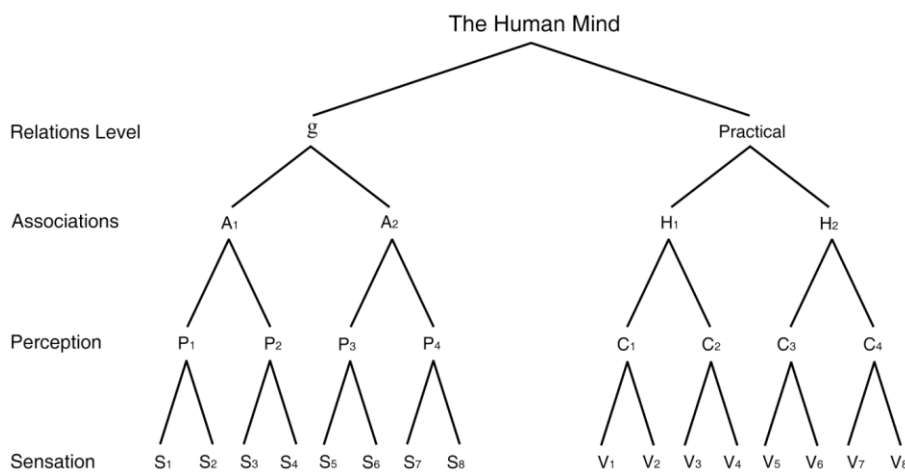 The Human Mind
Relations Level g Practical
Associations A1 A2 H1 H2
Perception P1 P2 P3 P4 C1 C2 C3 C4
Sensation S1 S2 S3 S4 S5 S6 S7 S8 V1 V2 V3 V4 V5 V6 V7 V8